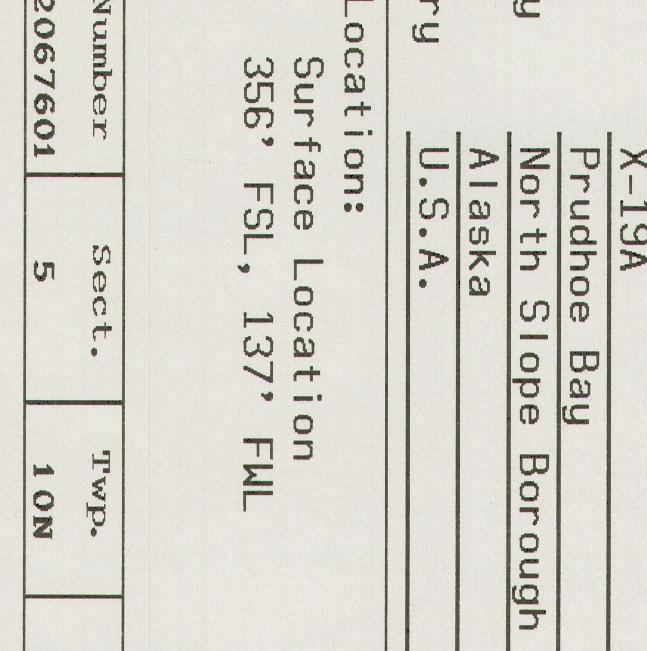 X-19A
Prudhoe Bay
North Slope Borough
Alaska
U.S.A.
Location:
Surface Location
356' FSL, 137' FWL
Number Sect. Twp.
2067601 5 10N